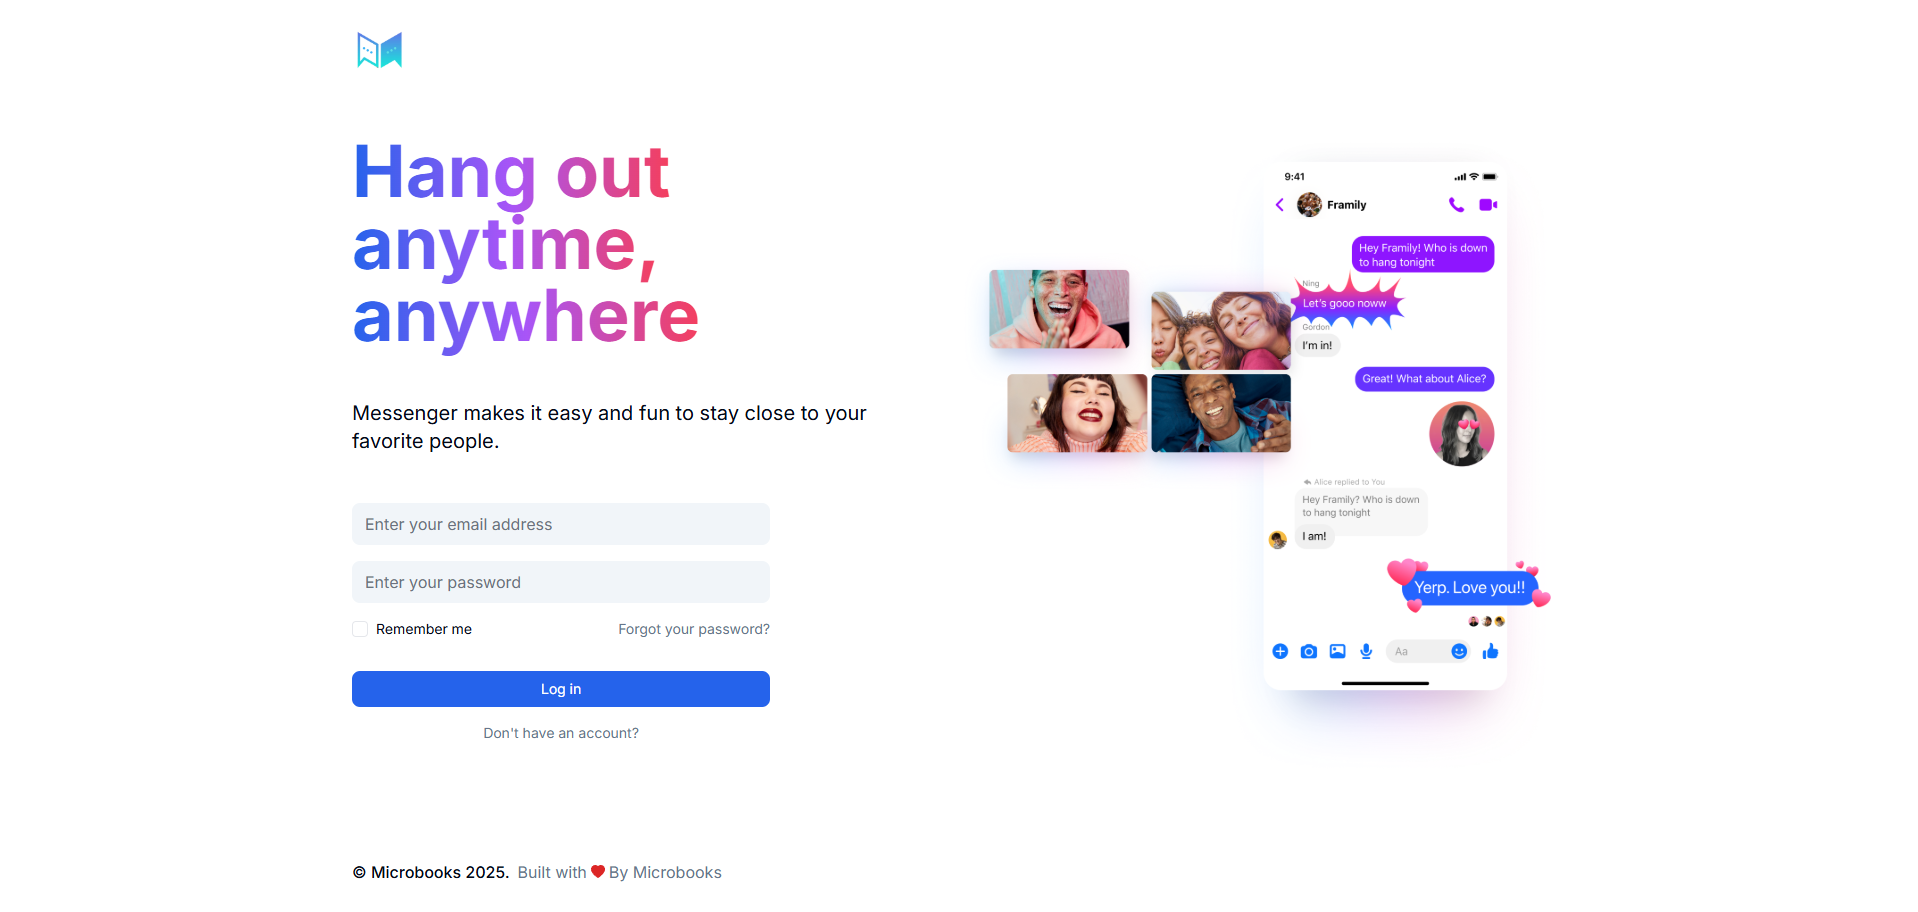 Hang out
anytime,
anywhere
Messenger makes it easy and fun to stay close to your
favorite people.
Enter your email address
Enter your password
Remember me
Forgot your password?
Log in
Don't have an account?
© Microbooks 2025. Built with ❤ By Microbooks
9:41
Framily
Hey Framily! Who is down
to hang tonight
Ning
Let's gooo noww
Gordon
I'm in!
Great! What about Alice?
Alice replied to You
Hey Framily? Who is down
to hang tonight
I am!
Yerp. Love you!!
Aa